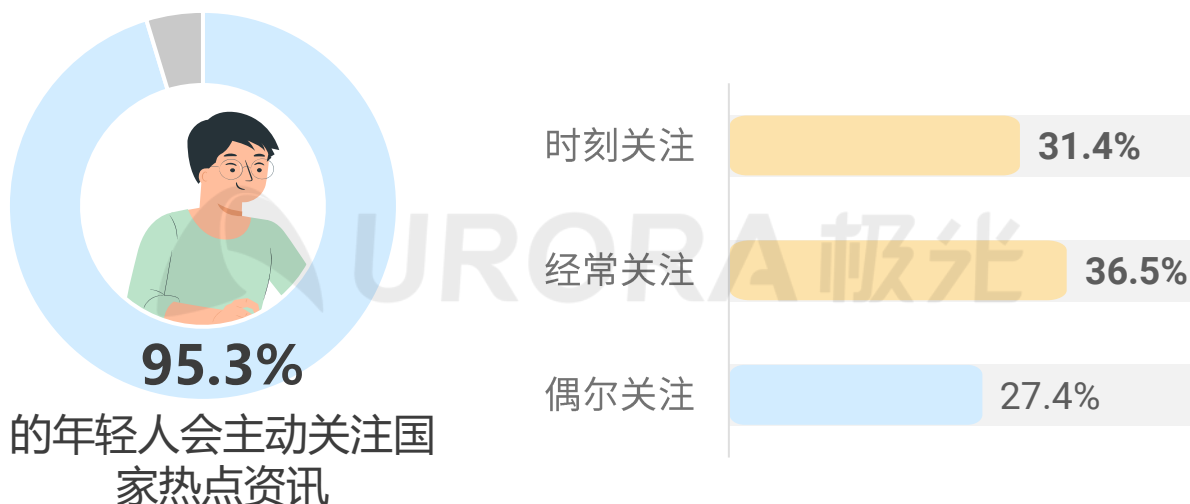 95.3%
的年轻人会主动关注国
家热点资讯
时刻关注 31.4%
经常关注 36.5%
偶尔关注 27.4%
URORA 极光